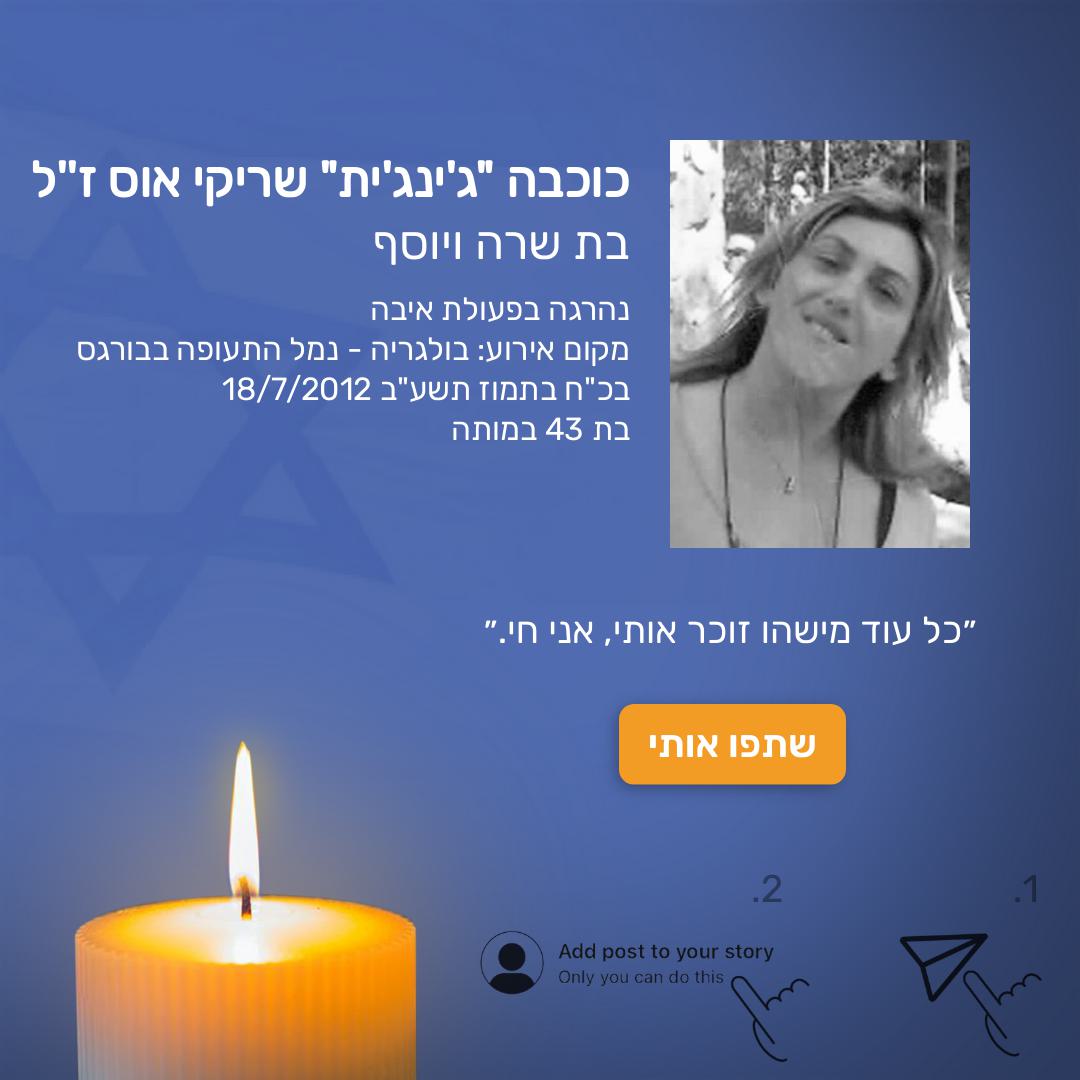 כוכבה "ג'ינג'ית" שריקי אוס ז"ל
בת שרה ויוסף
נהרגה בפעולת איבה
מקום אירוע: בולגריה - נמל התעופה בבורגס
בכ"ח בתמוז תשע"ב 18/7/2012
בת 43 במותה
״כל עוד מישהו זוכר אותי, אני חי.״
שתפו אותי
1.
2.
Add post to your story
Only you can do this